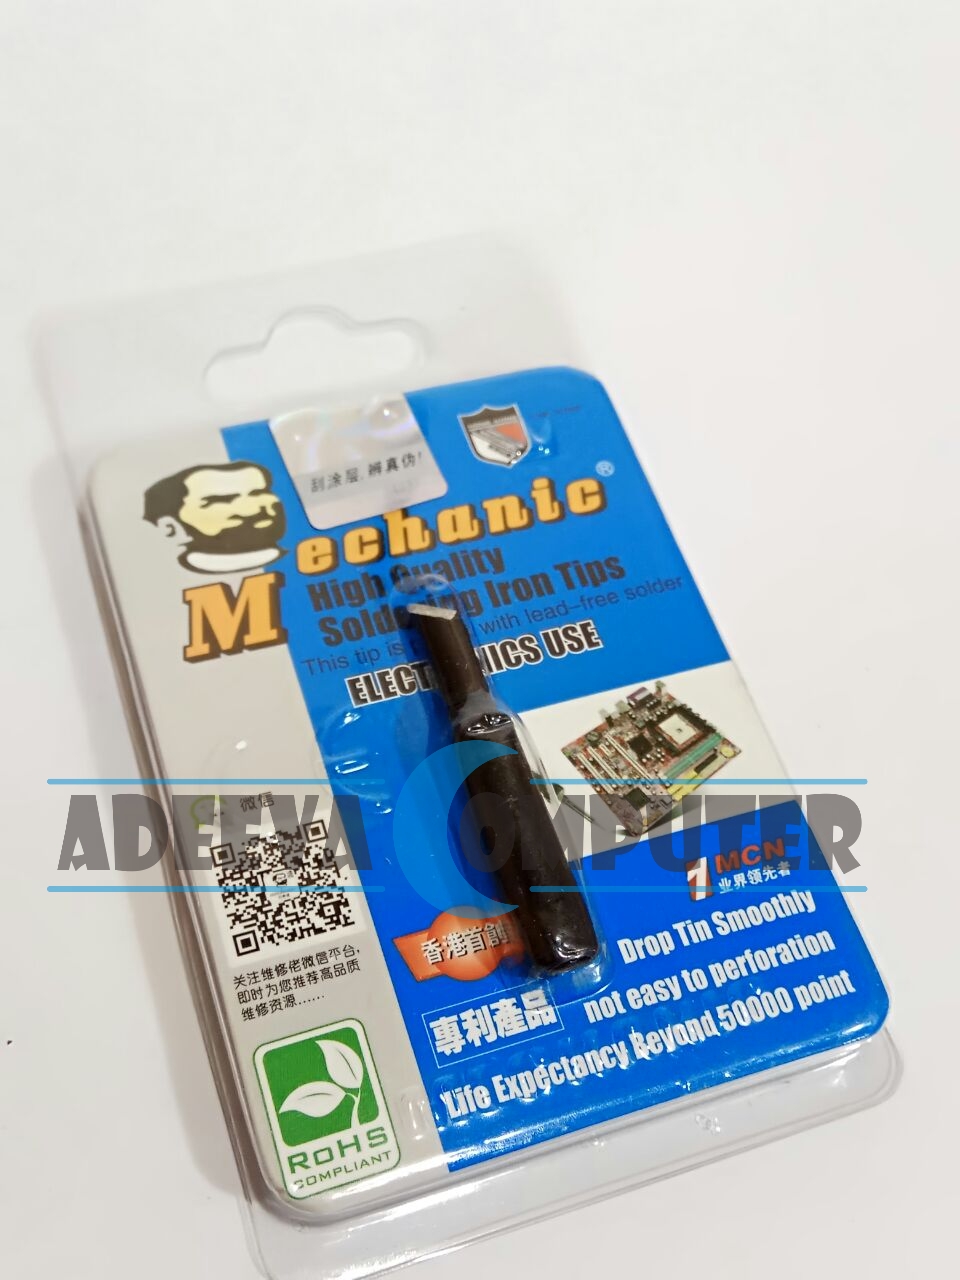 刮涂层,辨真伪!
Mechanic®
High Quality
Soldering Iron Tips
This tip is with lead-free solder
ELECTRONICS USE
微信
ADEEVA COMPUTER
1 MCN
业界领先者
香港首創
Drop Tin Smoothly
專利產品
not easy to perforation
Life Expectancy Beyond 50000 point
关注维修佬微信平台,
即时为您推荐高品质
维修资源......
RoHS
COMPLIANT